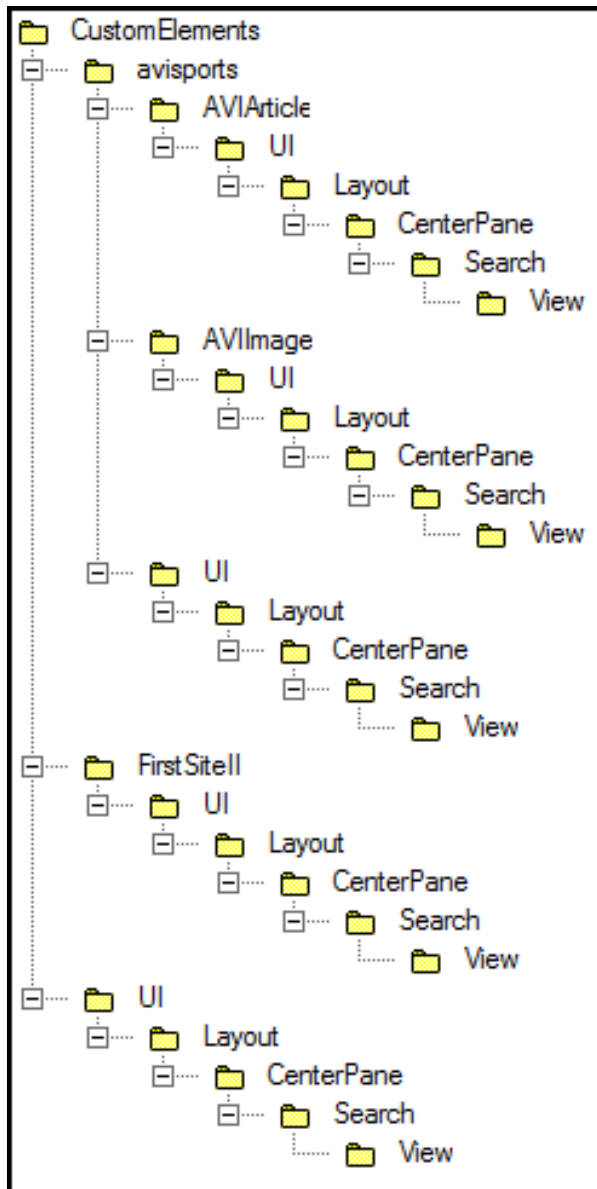 CustomElements
avisports
AVIArticle
UI
Layout
CenterPane
Search
View
AVIImage
UI
Layout
CenterPane
Search
View
UI
Layout
CenterPane
Search
View
FirstSiteII
UI
Layout
CenterPane
Search
View
UI
Layout
CenterPane
Search
View